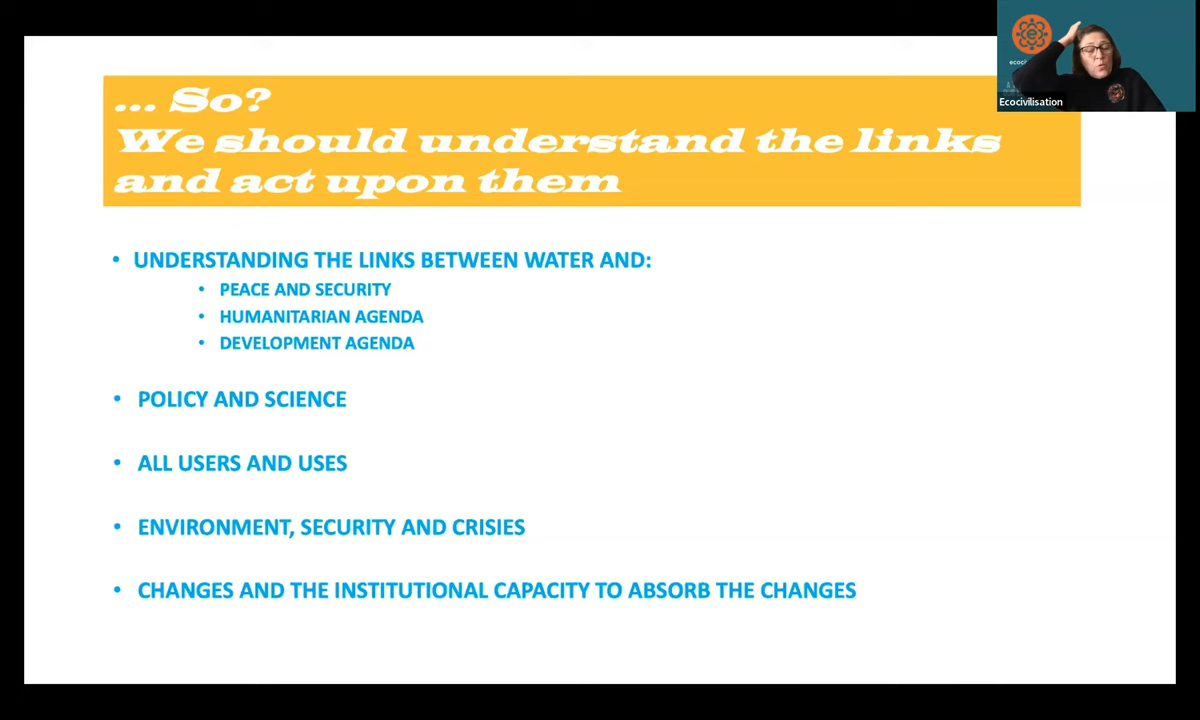 ... So?
We should understand the links
and act upon them
• UNDERSTANDING THE LINKS BETWEEN WATER AND:
• PEACE AND SECURITY
• HUMANITARIAN AGENDA
• DEVELOPMENT AGENDA
• POLICY AND SCIENCE
• ALL USERS AND USES
• ENVIRONMENT, SECURITY AND CRISIES
• CHANGES AND THE INSTITUTIONAL CAPACITY TO ABSORB THE CHANGES
Ecocivilisation